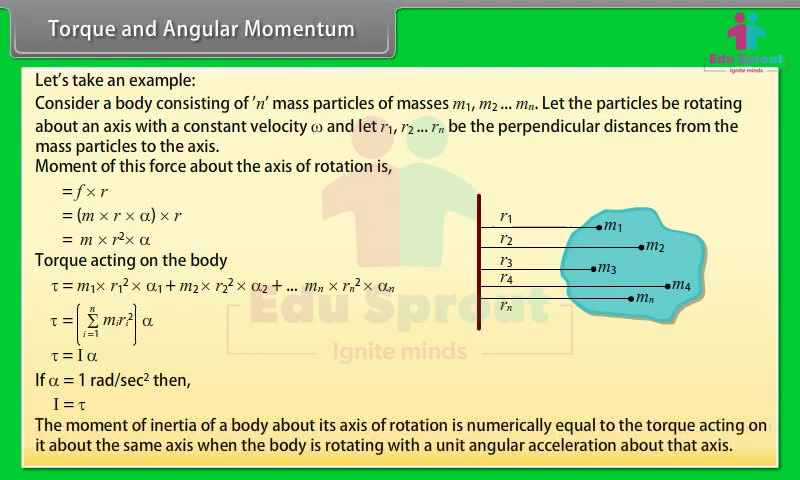 Torque and Angular Momentum
Edu Sprout
Ignite minds
Let's take an example:
Consider a body consisting of 'n' mass particles of masses m₁, m₂ ... mₙ. Let the particles be rotating
about an axis with a constant velocity ω and let r₁, r₂ ... rₙ be the perpendicular distances from the
mass particles to the axis.
Moment of this force about the axis of rotation is,
= f × r
= (m × r × α) × r
= m × r² × α
Torque acting on the body
τ = m₁ × r₁² × α₁ + m₂ × r₂² × α₂ + ... mₙ × rₙ² × αₙ
τ = (∑ⁿᵢ₌₁ mᵢrᵢ²) α
τ = I α
If α = 1 rad/sec² then,
I = τ
The moment of inertia of a body about its axis of rotation is numerically equal to the torque acting on
it about the same axis when the body is rotating with a unit angular acceleration about that axis.
r₁ m₁
r₂ m₂
r₃ m₃
r₄ m₄
rₙ mₙ
Edu Sprout
Ignite minds